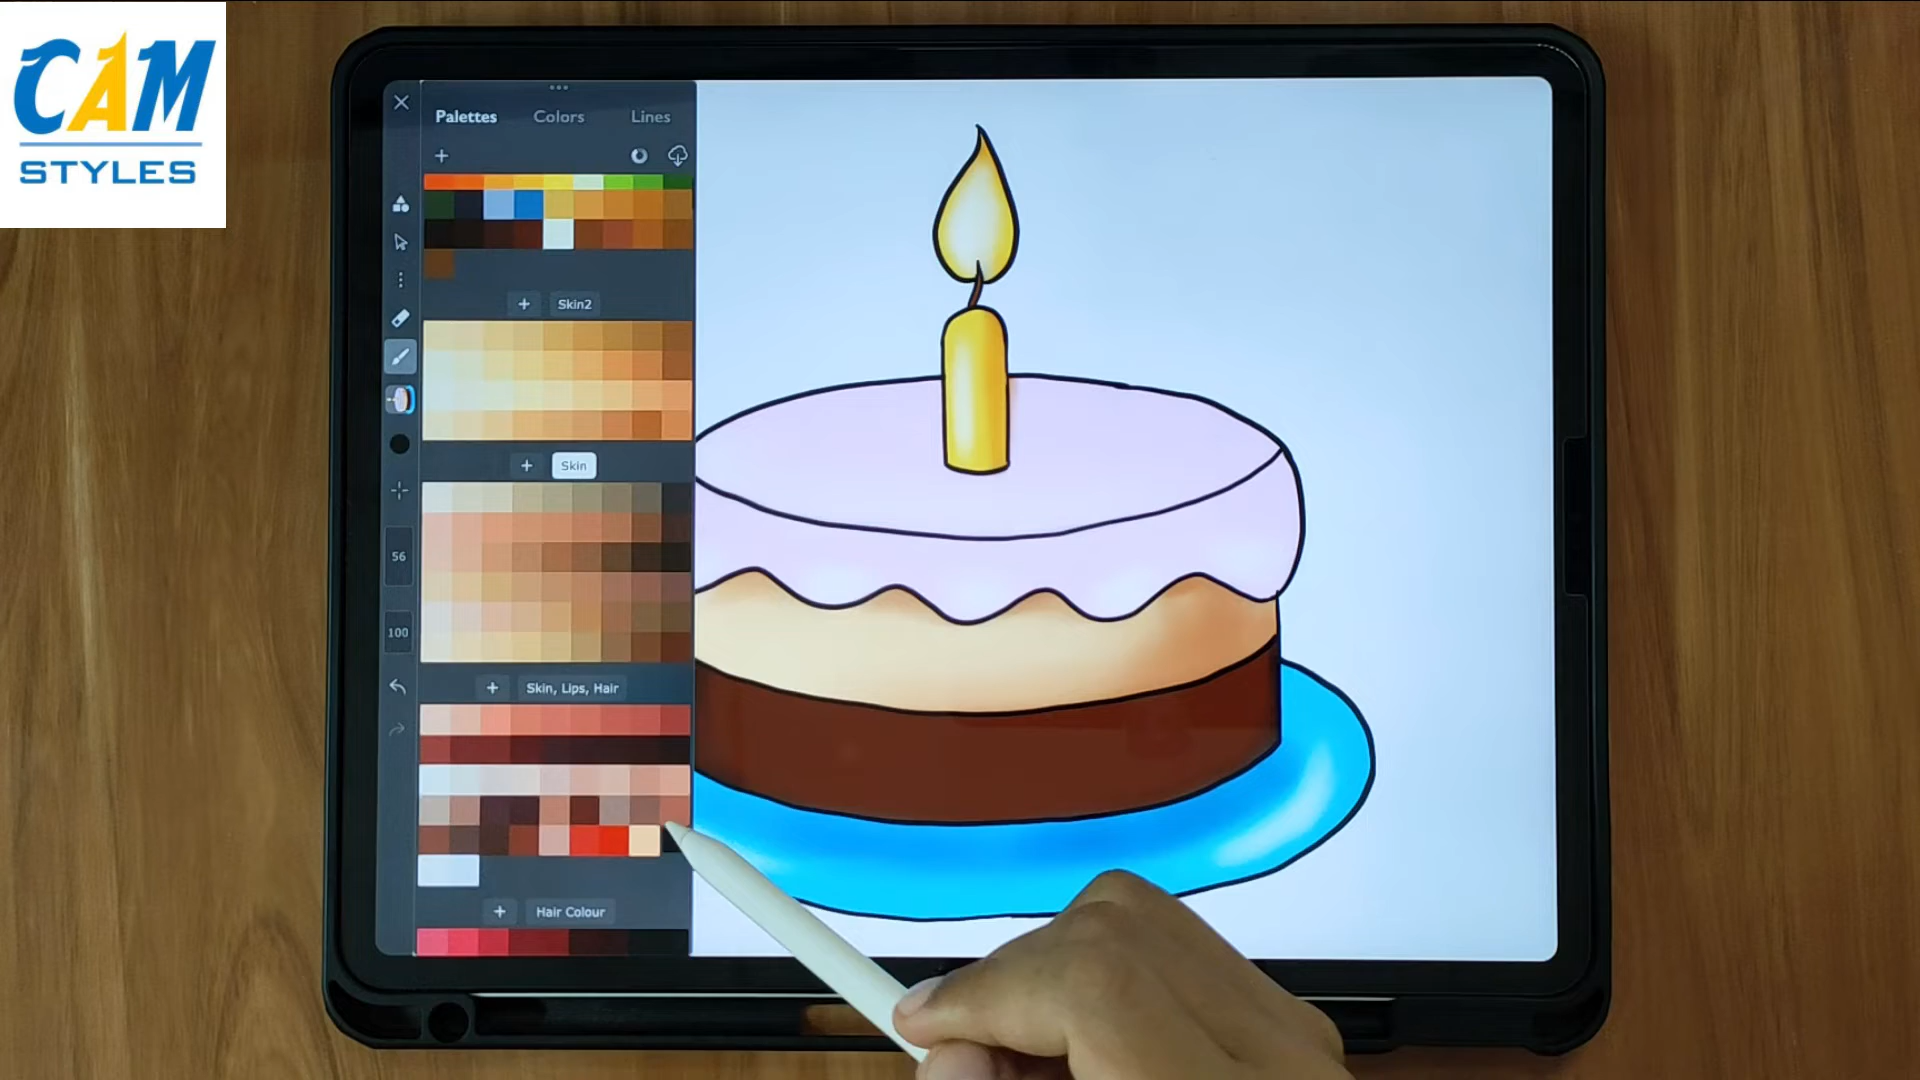 CAM
STYLES
Palettes Colors Lines
Skin2
Skin
56
100
Skin, Lips, Hair
Hair Colour